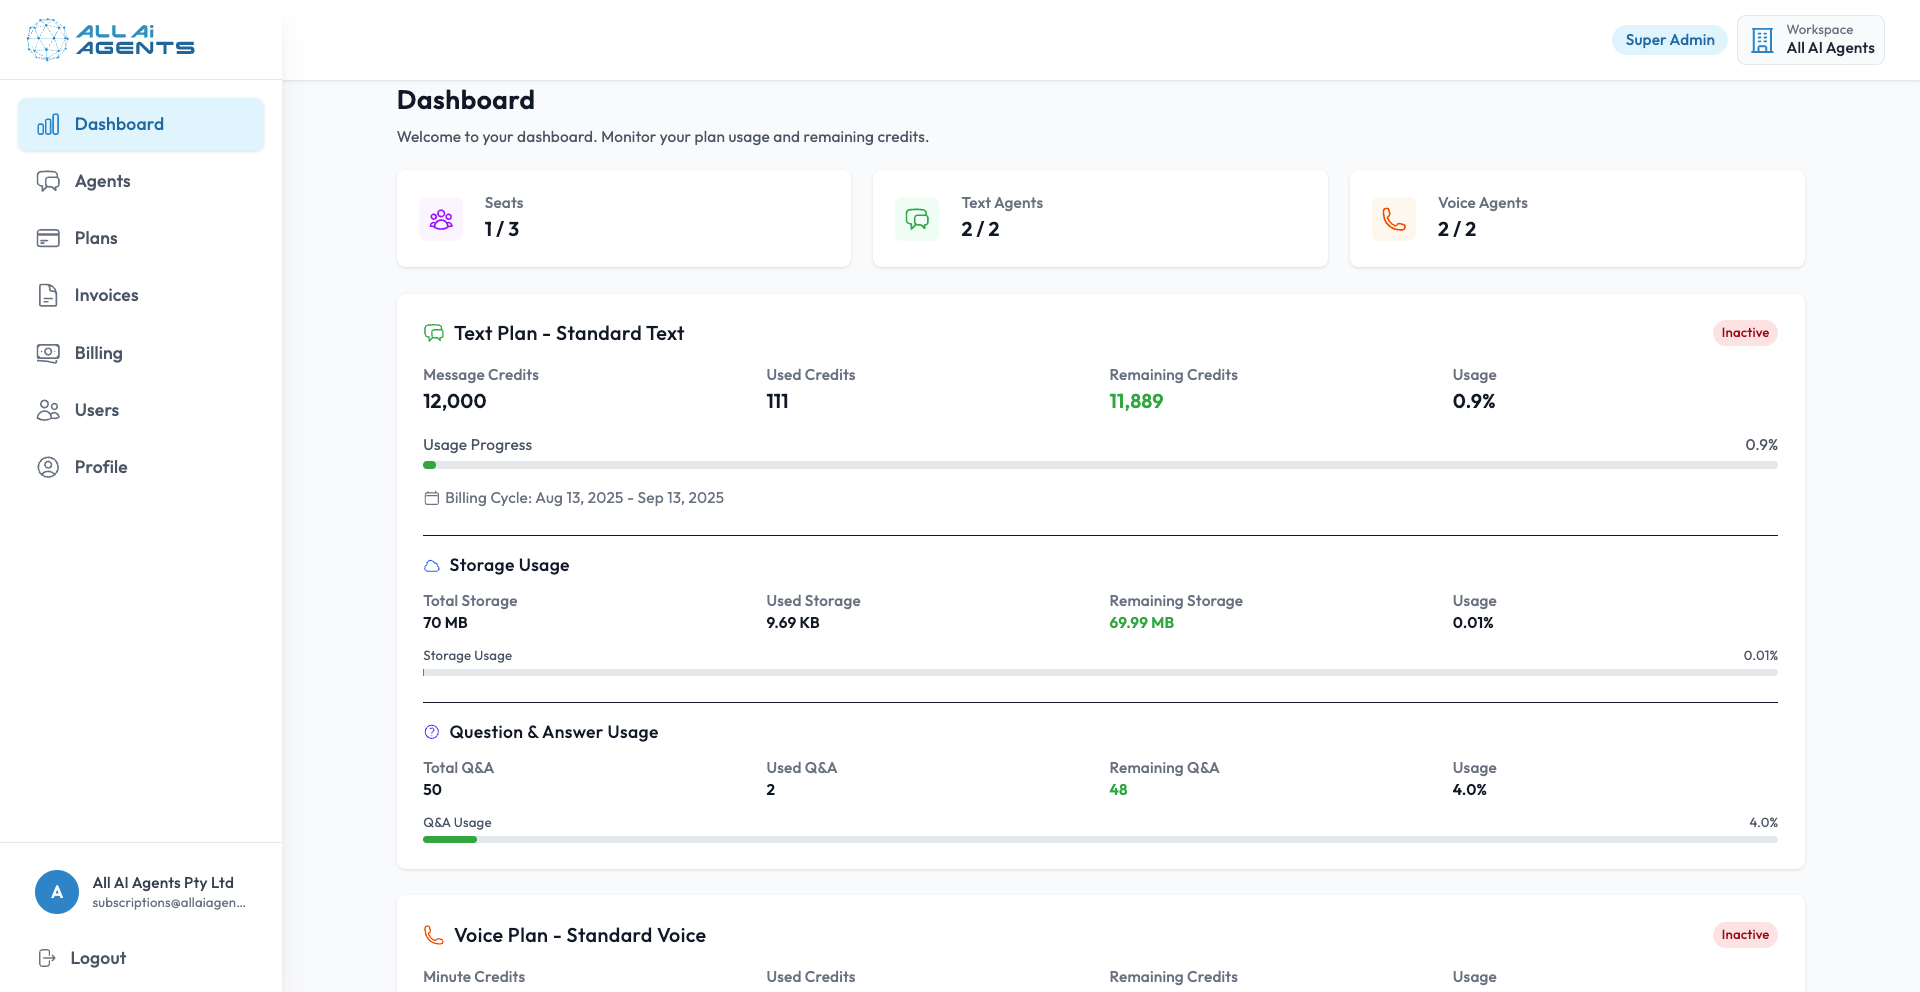 ALL Ai
AGENTS
Super Admin
Workspace
All AI Agents
Dashboard
Agents
Plans
Invoices
Billing
Users
Profile
Dashboard
Welcome to your dashboard. Monitor your plan usage and remaining credits.
Seats
1 / 3
Text Agents
2 / 2
Voice Agents
2 / 2
Text Plan - Standard Text
Inactive
Message Credits
12,000
Used Credits
111
Remaining Credits
11,889
Usage
0.9%
Usage Progress
0.9%
Billing Cycle: Aug 13, 2025 - Sep 13, 2025
Storage Usage
Total Storage
70 MB
Used Storage
9.69 KB
Remaining Storage
69.99 MB
Usage
0.01%
Storage Usage
0.01%
Question & Answer Usage
Total Q&A
50
Used Q&A
2
Remaining Q&A
48
Usage
4.0%
Q&A Usage
4.0%
Voice Plan - Standard Voice
Inactive
Minute Credits
Used Credits
Remaining Credits
Usage
A
All AI Agents Pty Ltd
subscriptions@allaiagen...
Logout